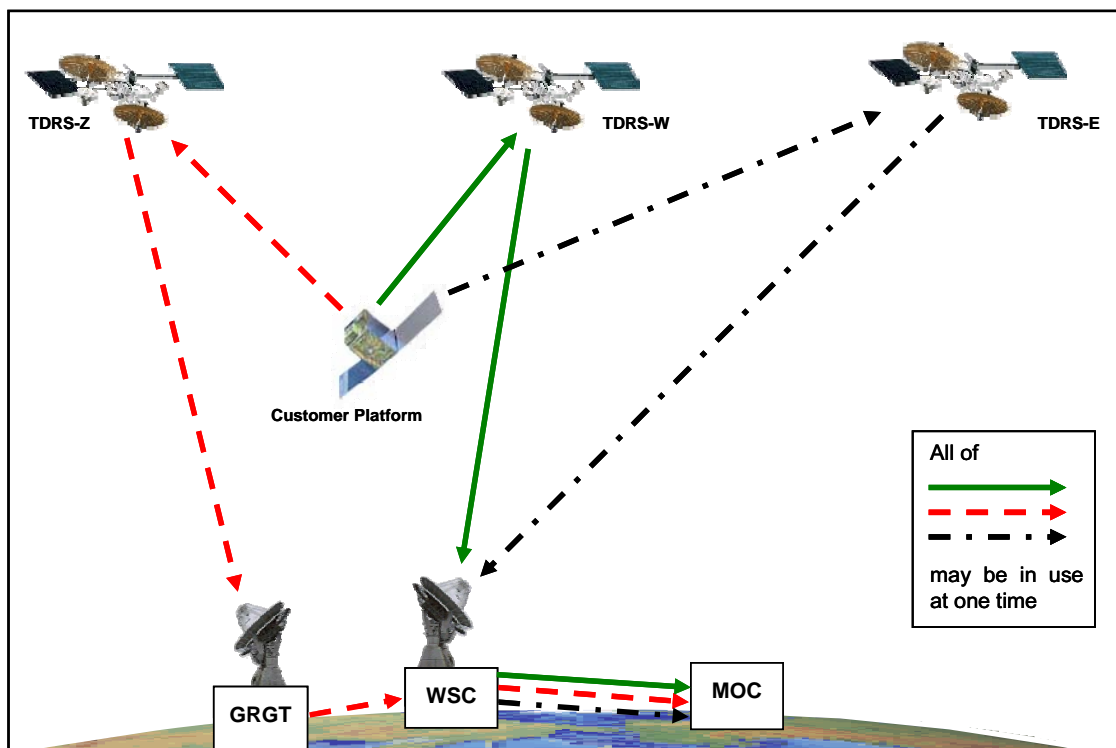 TDRS-Z
TDRS-W
TDRS-E
Customer Platform
All of
may be in use
at one time
GRGT
WSC
MOC